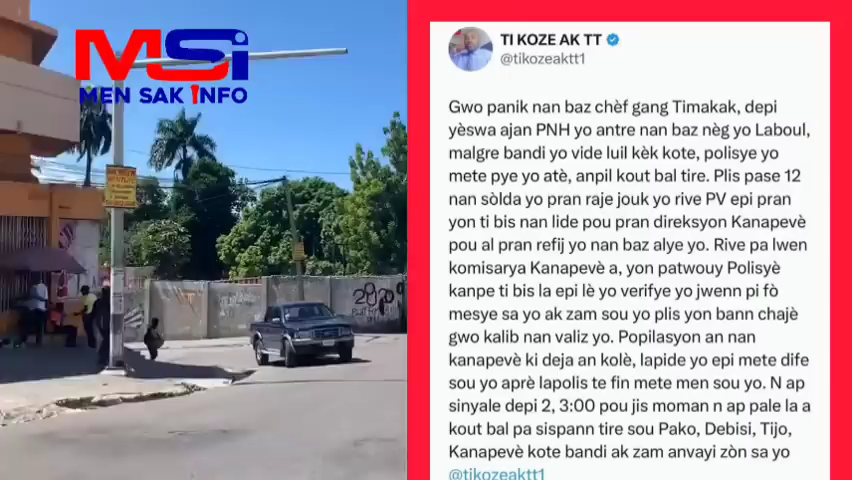 MSi
MEN SAK INFO
TI KOZE AK TT
@tikozeaktt1
Gwo panik nan baz chèf gang Timakak, depi
yèswa ajan PNH yo antre nan baz nèg yo Laboul,
malgre bandi yo vide luil kèk kote, polisye yo
mete pye yo atè, anpil kout bal tire. Plis pase 12
nan sòlda yo pran raje jouk yo rive PV epi pran
yon ti bis nan lide pou pran direksyon Kanapevè
pou al pran refij yo nan baz alye yo. Rive pa lwen
komisarya Kanapevè a, yon patwouy Polisyè
kanpe ti bis la epi lè yo verifye yo jwenn pi fò
mesye sa yo ak zam sou yo plis yon bann chajè
gwo kalib nan valiz yo. Popilasyon an nan
kanapevè ki deja an kolè, lapide yo epi mete dife
sou yo aprè lapolis te fin mete men sou yo. N ap
sinyale depi 2, 3:00 pou jis moman n ap pale la a
kout bal pa sispann tire sou Pako, Debisi, Tijo,
Kanapevè kote bandi ak zam anvayi zòn sa yo
@tikozeaktt1